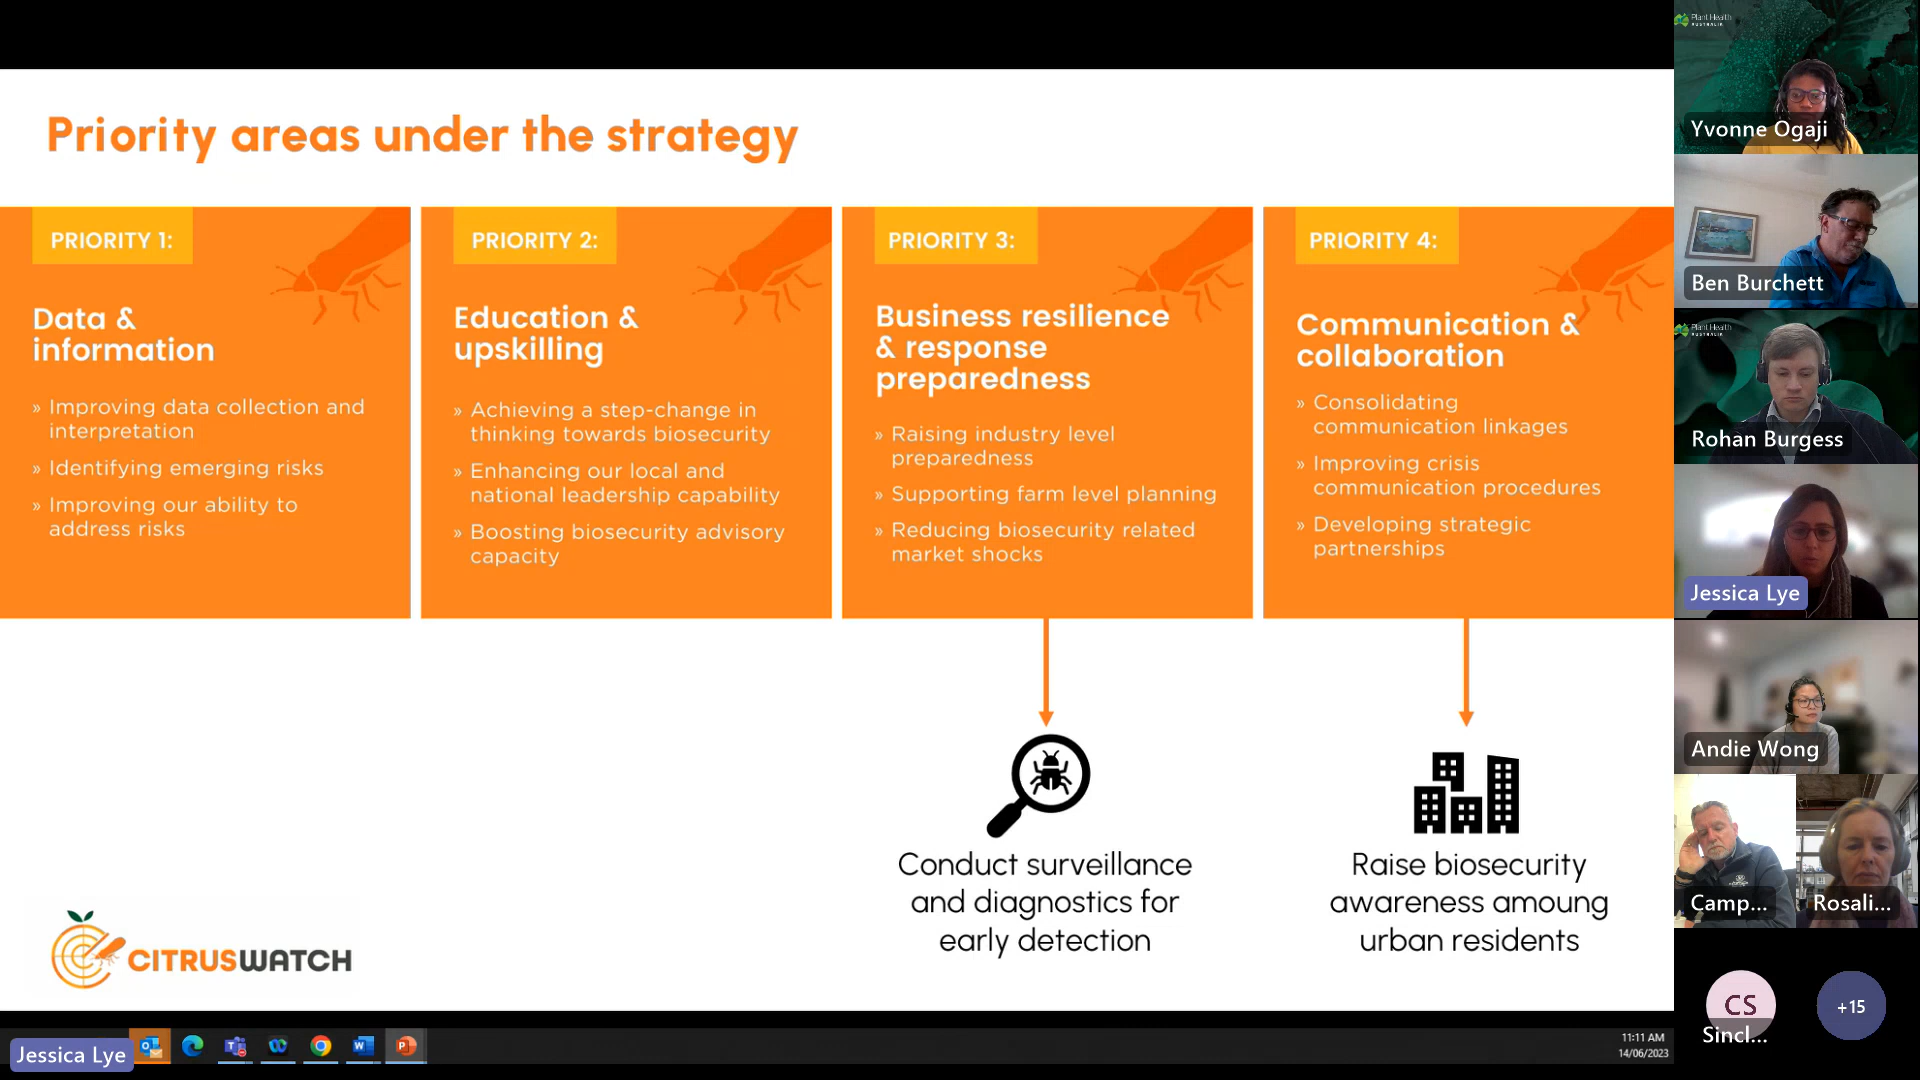 Priority areas under the strategy
PRIORITY 1:
Data &
information
» Improving data collection and
interpretation
» Identifying emerging risks
» Improving our ability to
address risks
PRIORITY 2:
Education &
upskilling
» Achieving a step-change in
thinking towards biosecurity
» Enhancing our local and
national leadership capability
» Boosting biosecurity advisory
capacity
PRIORITY 3:
Business resilience
& response
preparedness
» Raising industry level
preparedness
» Supporting farm level planning
» Reducing biosecurity related
market shocks
PRIORITY 4:
Communication &
collaboration
» Consolidating
communication linkages
» Improving crisis
communication procedures
» Developing strategic
partnerships
Conduct surveillance
and diagnostics for
early detection
Raise biosecurity
awareness amoung
urban residents
CITRUSWATCH
Jessica Lye
11:11 AM
14/06/2023
Plant Health
AUSTRALIA
Yvonne Ogaji
Ben Burchett
Plant Health
AUSTRALIA
Rohan Burgess
Jessica Lye
Andie Wong
Camp...
Rosali...
CS
Sincl...
+15